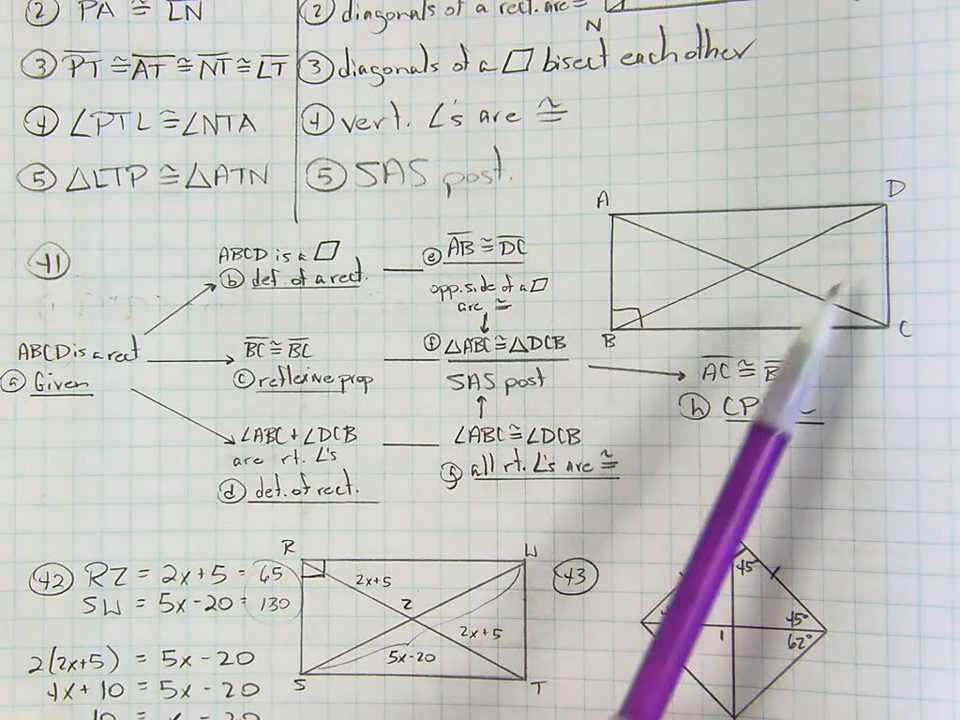 ② PA ≅ LN
② diagonals of a rect. are ≅
N
③ PT ≅ AT ≅ NT ≅ LT
③ diagonals of a ▱ bisect each other
④ ∠PTL ≅ ∠NTA
④ vert. ∠'s are ≅
⑤ △LTP ≅ △ATN
⑤ SAS post.
A
D
B
C
41
ABCD is a ▱
ⓑ def. of a rect.
ⓔ AB ≅ DC
opp. side of a ▱
are ≅
ABCD is a rect
ⓐ Given
BC ≅ BC
ⓒ reflexive prop
ⓕ △ABC ≅ △DCB
SAS post
AC ≅
ⓗ
∠ABC + ∠DCB
are rt. ∠'s
ⓓ def. of rect.
∠ABC ≅ ∠DCB
ⓖ all rt. ∠'s are ≅
42
RZ = 2x+5 = 65
SW = 5x-20 = 130
2(2x+5) = 5x-20
4x+10 = 5x-20
R
W
2x+5
Z
2x+5
5x-20
S
T
43
45°
45°
1
62°